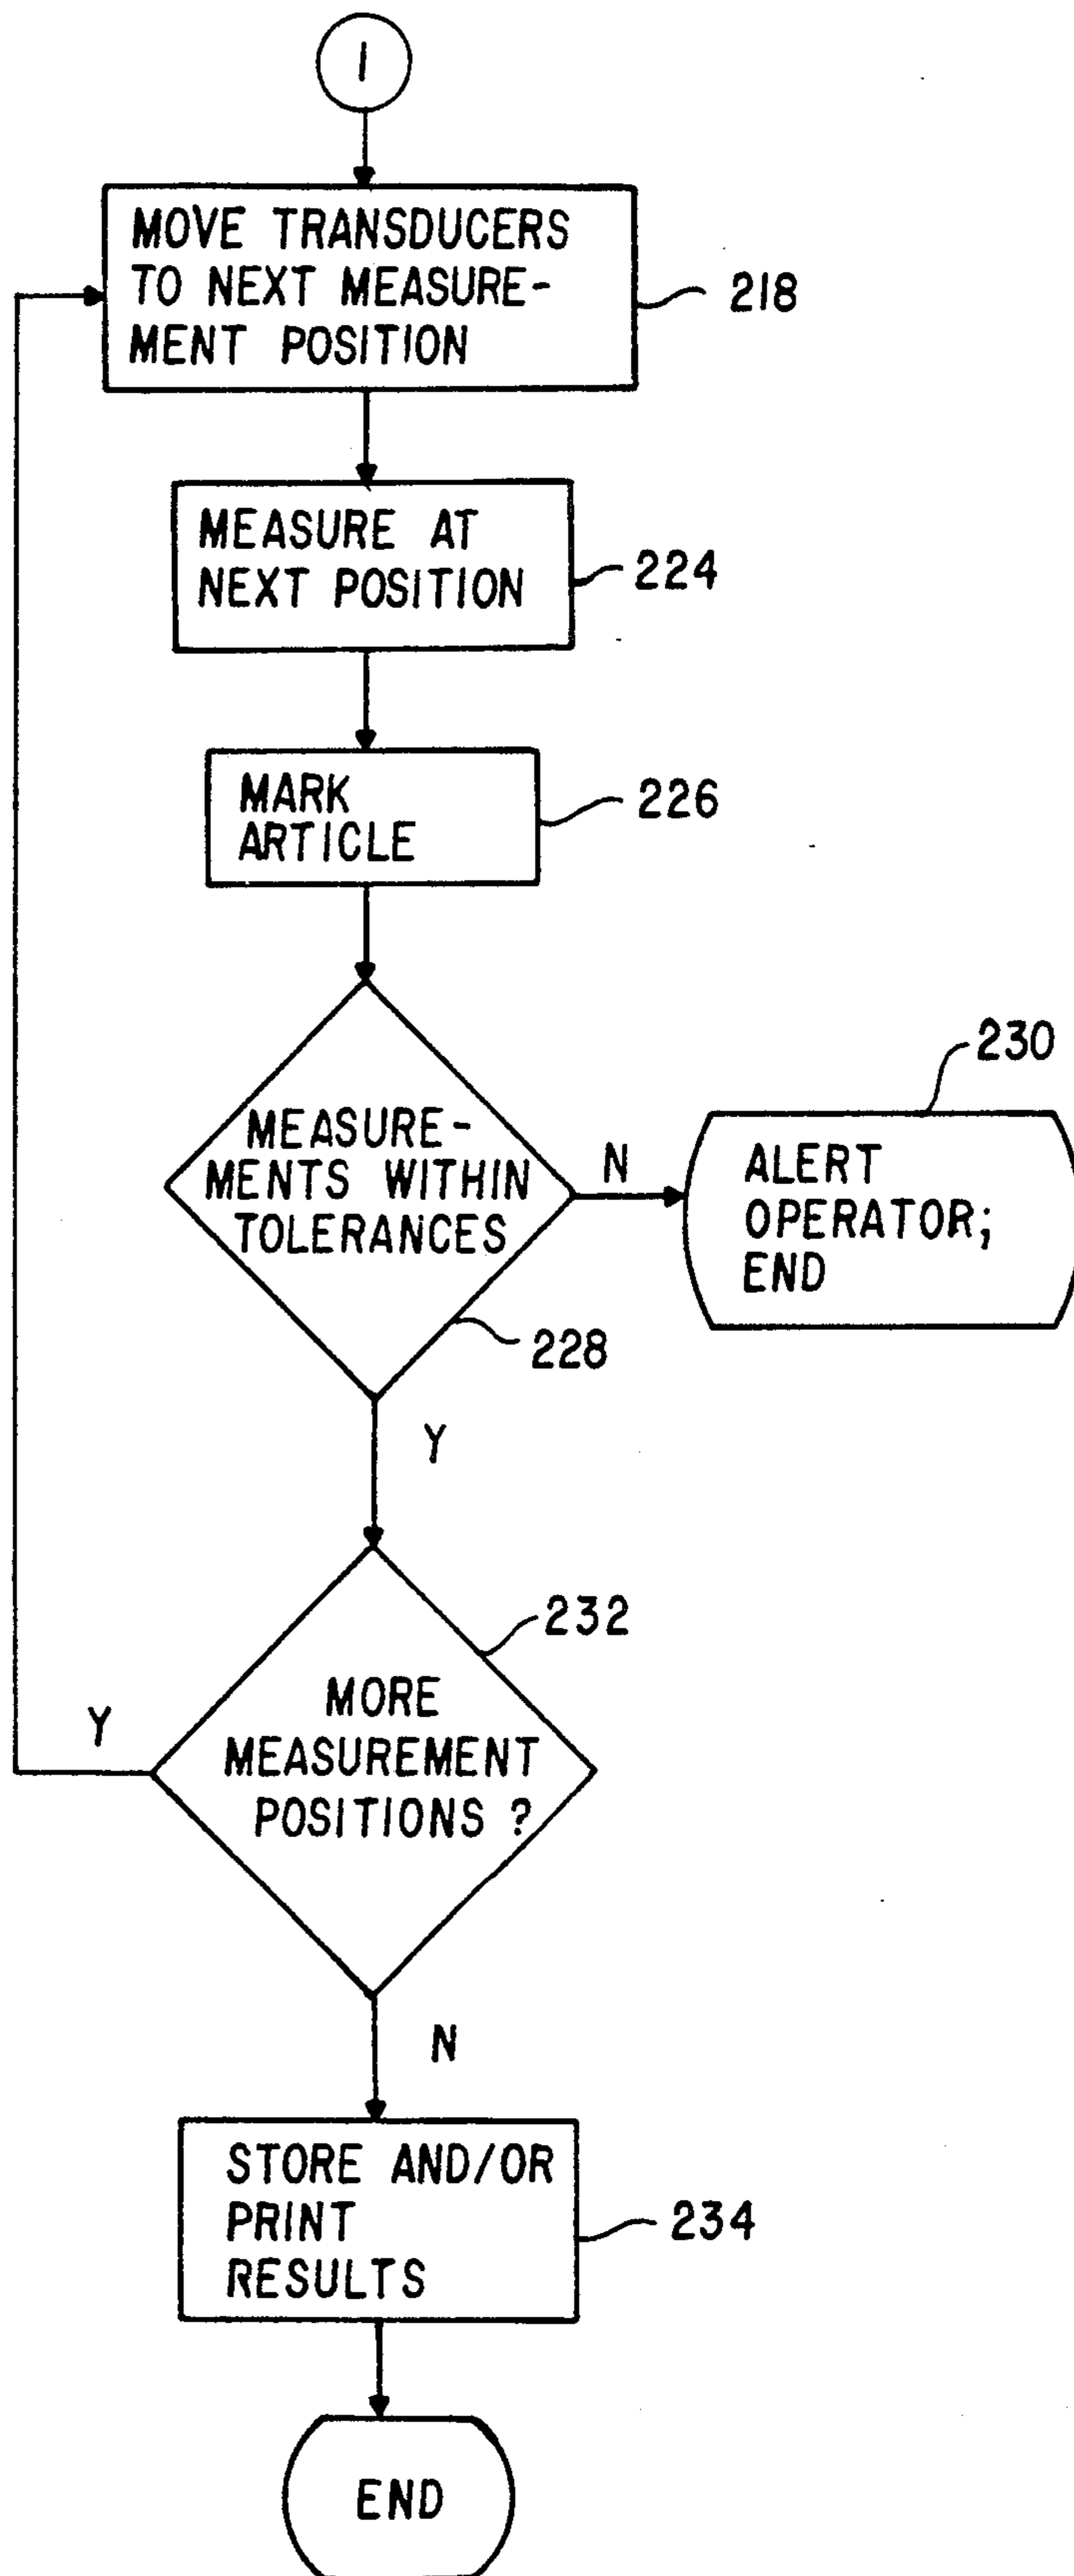 1
MOVE TRANSDUCERS
TO NEXT MEASURE-
MENT POSITION
218
MEASURE AT
NEXT POSITION
224
MARK
ARTICLE
226
MEASURE-
MENTS WITHIN
TOLERANCES
228
N
230
ALERT
OPERATOR;
END
Y
232
MORE
MEASUREMENT
POSITIONS ?
Y
N
STORE AND/OR
PRINT
RESULTS
234
END